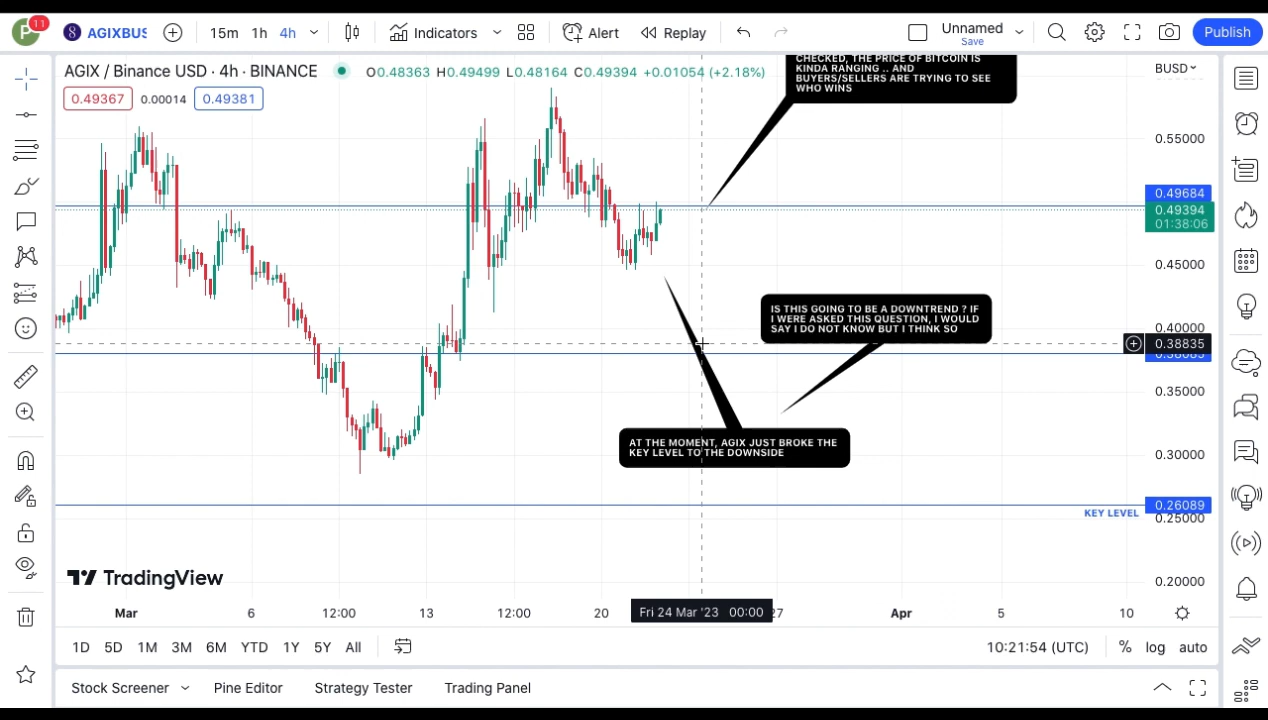 P
11
AGIXBUS
15m 1h 4h
Indicators
Alert
Replay
Unnamed
Save
Publish
AGIX / Binance USD · 4h · BINANCE
O0.48363 H0.49499 L0.48164 C0.49394 +0.01054 (+2.18%)
BUSD
0.49367 0.00014 0.49381
CHECKED, THE PRICE OF BITCOIN IS
KINDA RANGING .. AND
BUYERS/SELLERS ARE TRYING TO SEE
WHO WINS
0.55000
0.49684
0.49394
01:38:06
0.45000
IS THIS GOING TO BE A DOWNTREND ? IF
I WERE ASKED THIS QUESTION, I WOULD
SAY I DO NOT KNOW BUT I THINK SO
0.40000
0.38835
0.35000
AT THE MOMENT, AGIX JUST BROKE THE
KEY LEVEL TO THE DOWNSIDE
0.30000
0.26089
KEY LEVEL
0.25000
TradingView
0.20000
Mar 6 12:00 13 12:00 20 Fri 24 Mar '23 00:00 27 Apr 5 10
1D 5D 1M 3M 6M YTD 1Y 5Y All
10:21:54 (UTC) % log auto
Stock Screener Pine Editor Strategy Tester Trading Panel